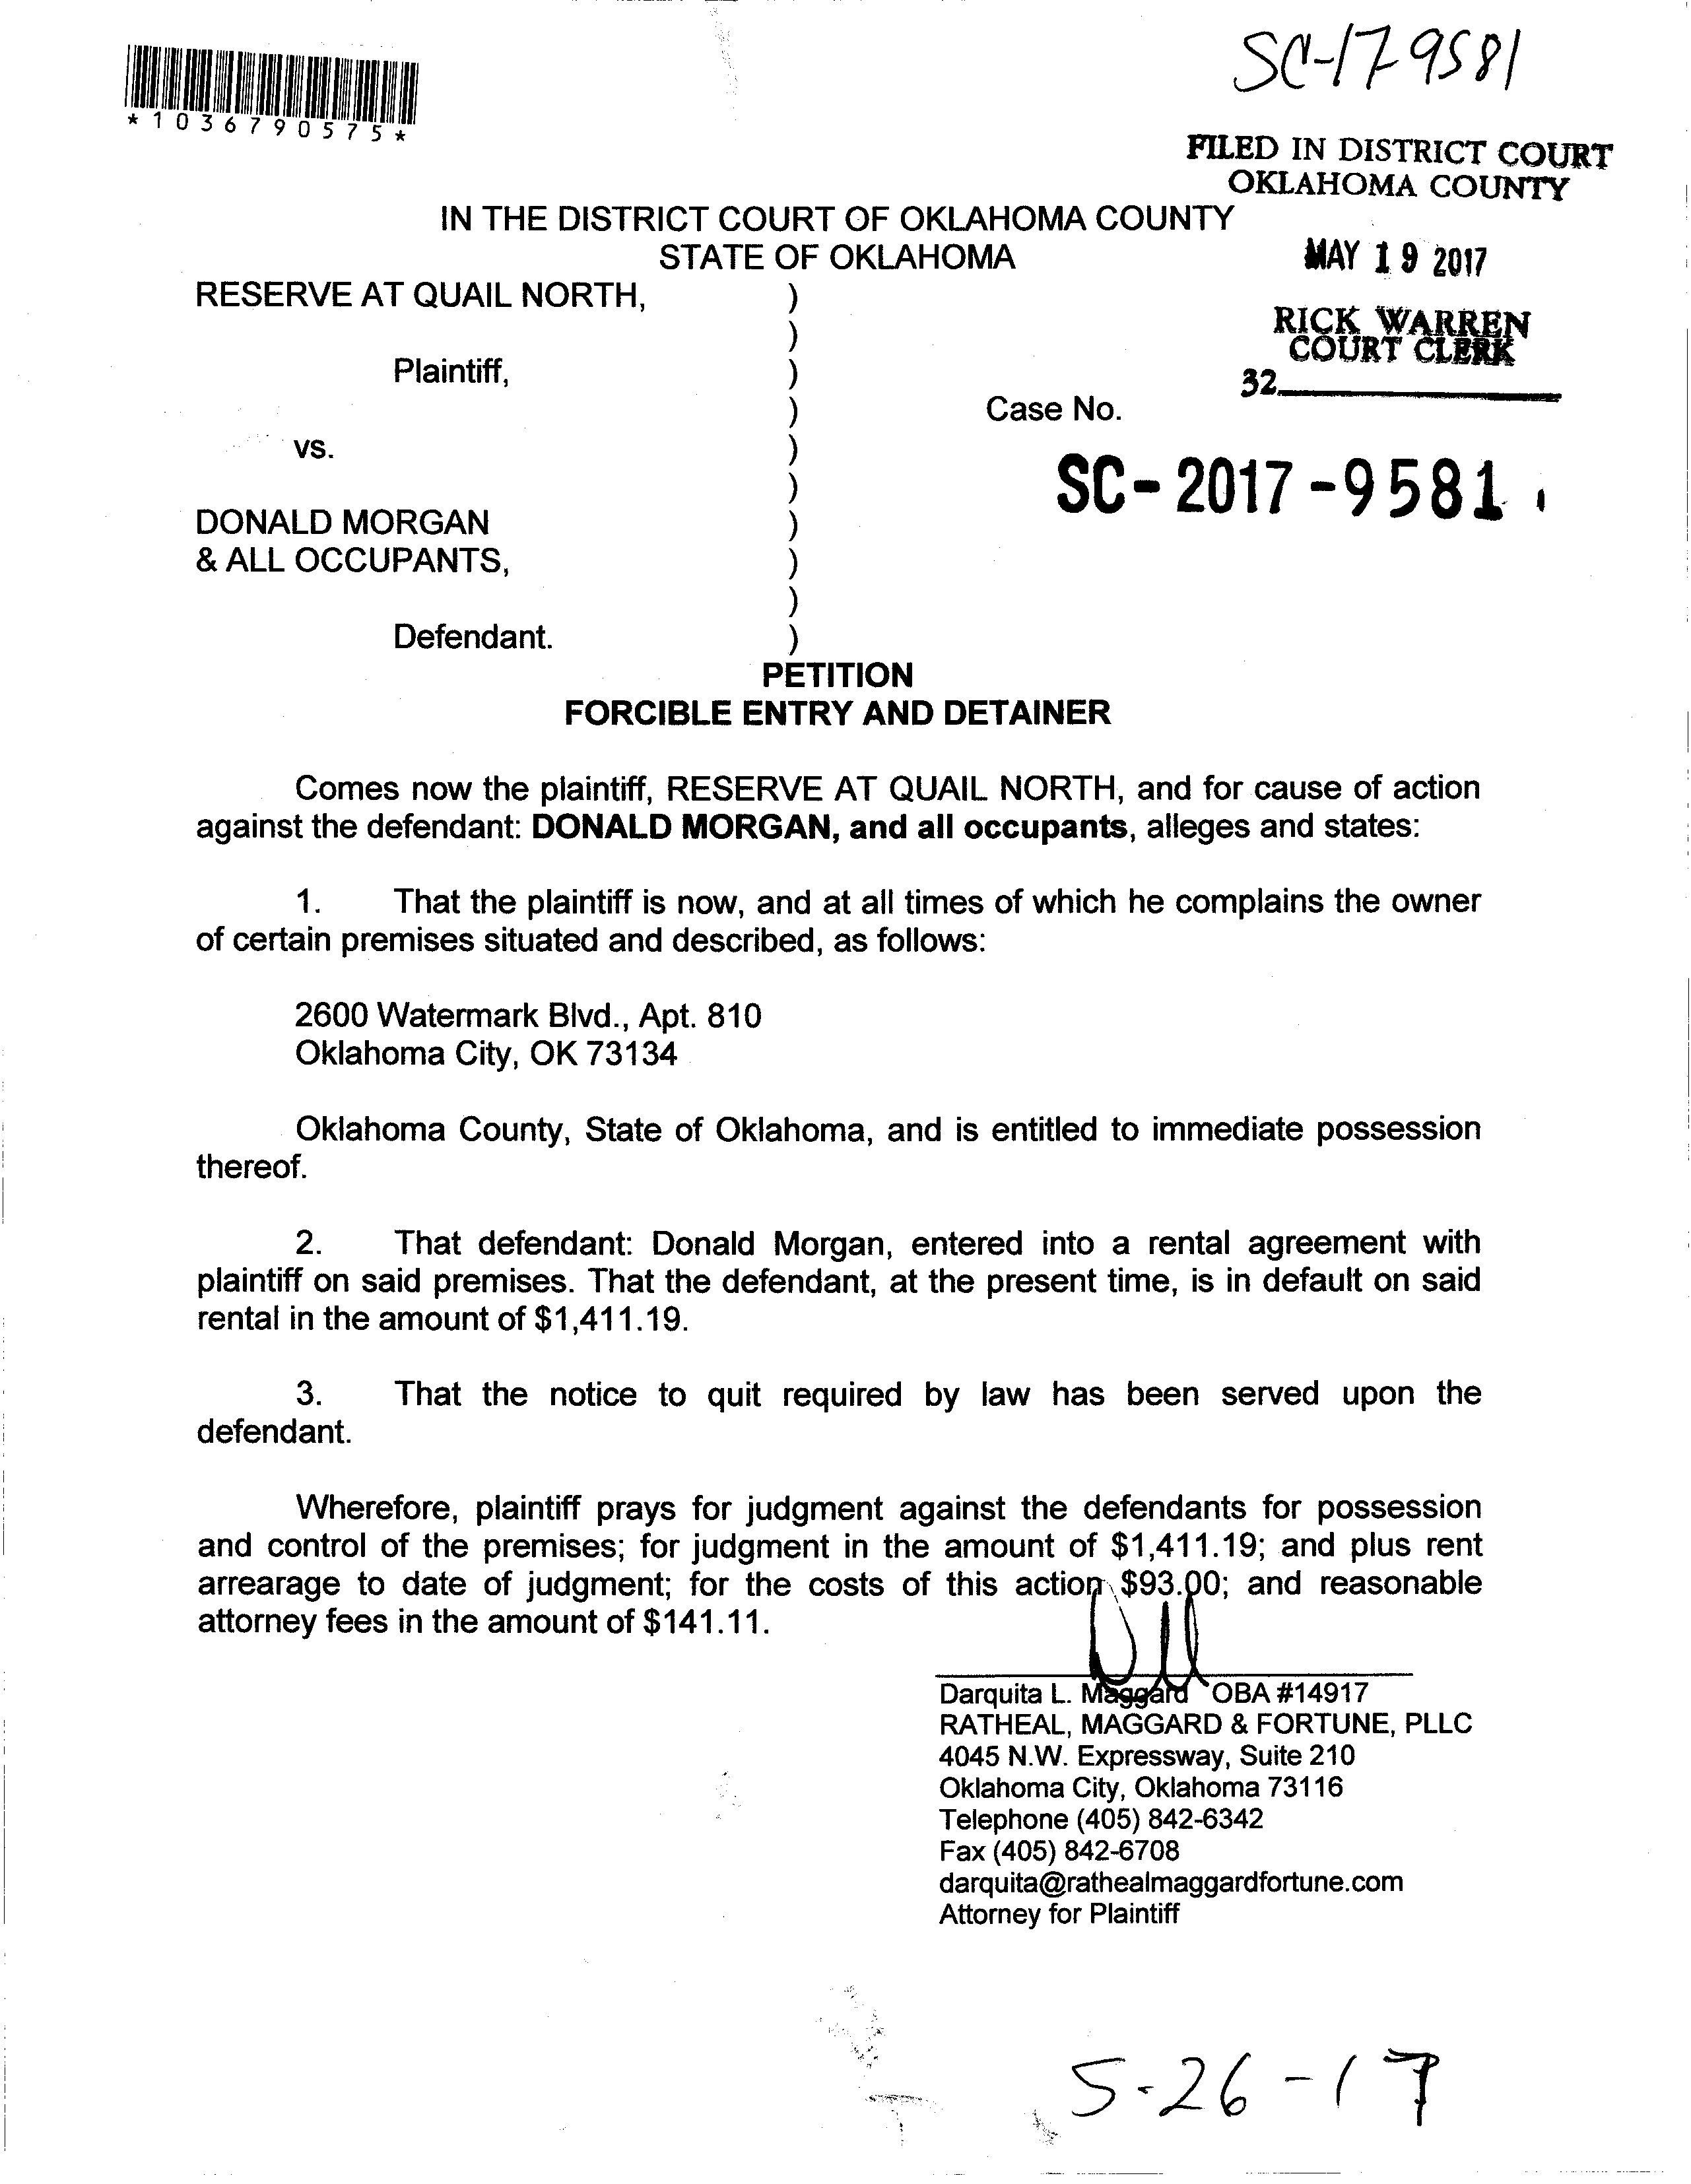 SC-17-9581
*1036790575*
FILED IN DISTRICT COURT
OKLAHOMA COUNTY
IN THE DISTRICT COURT OF OKLAHOMA COUNTY
STATE OF OKLAHOMA
MAY 19 2017
RESERVE AT QUAIL NORTH, )
)
RICK WARREN
COURT CLERK
Plaintiff, )
32
) Case No.
vs. )
) SC-2017-9581
DONALD MORGAN )
& ALL OCCUPANTS, )
)
Defendant. )
PETITION
FORCIBLE ENTRY AND DETAINER
Comes now the plaintiff, RESERVE AT QUAIL NORTH, and for cause of action
against the defendant: DONALD MORGAN, and all occupants, alleges and states:
1. That the plaintiff is now, and at all times of which he complains the owner
of certain premises situated and described, as follows:
2600 Watermark Blvd., Apt. 810
Oklahoma City, OK 73134
Oklahoma County, State of Oklahoma, and is entitled to immediate possession
thereof.
2. That defendant: Donald Morgan, entered into a rental agreement with
plaintiff on said premises. That the defendant, at the present time, is in default on said
rental in the amount of $1,411.19.
3. That the notice to quit required by law has been served upon the
defendant.
Wherefore, plaintiff prays for judgment against the defendants for possession
and control of the premises; for judgment in the amount of $1,411.19; and plus rent
arrearage to date of judgment; for the costs of this action $93.00; and reasonable
attorney fees in the amount of $141.11.
Darquita L. Maggard OBA #14917
RATHEAL, MAGGARD & FORTUNE, PLLC
4045 N.W. Expressway, Suite 210
Oklahoma City, Oklahoma 73116
Telephone (405) 842-6342
Fax (405) 842-6708
darquita@rathealmaggardfortune.com
Attorney for Plaintiff
5-26-17